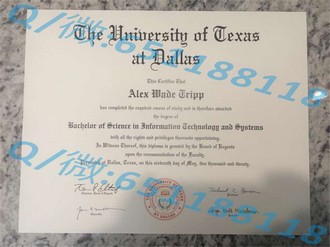 The University of Texas
at Dallas
This Certifies That
Alex Wade Tripp
has completed the required course of study and is therefore awarded
the degree of
Bachelor of Science in Information Technology and Systems
with all the rights and privileges thereunto appertaining.
In Witness Thereof, this diploma is granted by the Board of Regents
upon the recommendation of the Faculty.
Q/微:651188118
Q/微:651188118